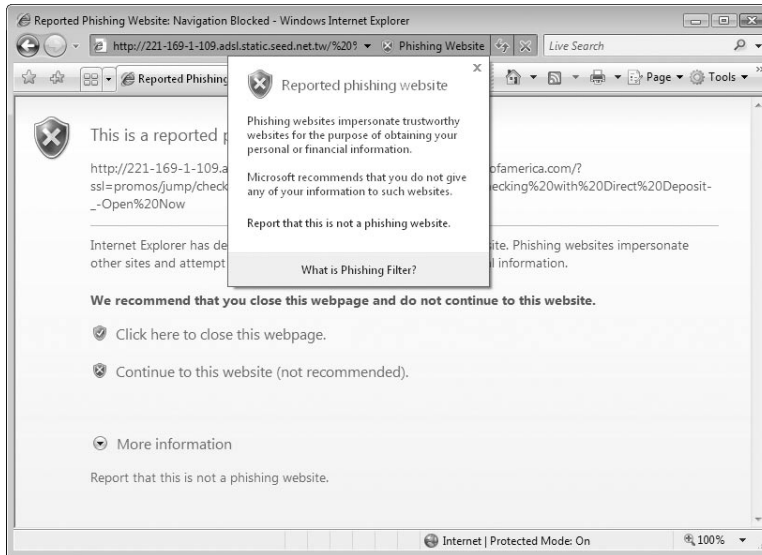 Reported Phishing Website: Navigation Blocked - Windows Internet Explorer
http://221-169-1-109.adsl.static.seed.net.tw/%20% Phishing Website Live Search
Reported Phishing Page Tools
Reported phishing website
Phishing websites impersonate trustworthy
websites for the purpose of obtaining your
personal or financial information.
Microsoft recommends that you do not give
any of your information to such websites.
Report that this is not a phishing website.
What is Phishing Filter?
This is a reported
http://221-169-1-109.a ofamerica.com/?
ssl=promos/jump/check ecking%20with%20Direct%20Deposit-
_-Open%20Now
Internet Explorer has de ite. Phishing websites impersonate
other sites and attempt l information.
We recommend that you close this webpage and do not continue to this website.
Click here to close this webpage.
Continue to this website (not recommended).
More information
Report that this is not a phishing website.
Internet | Protected Mode: On 100%